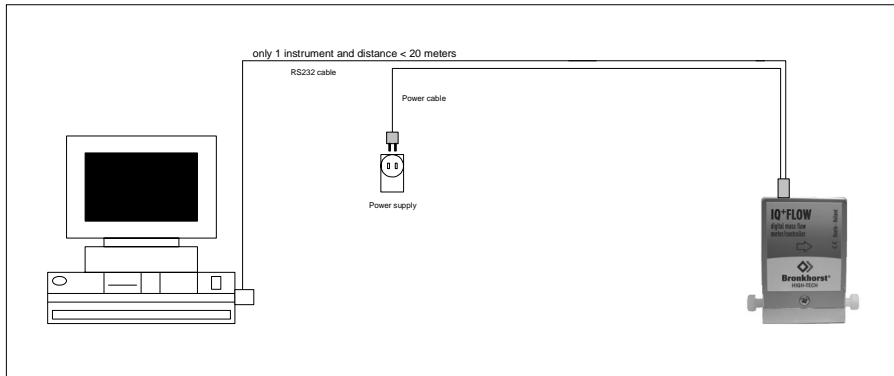 only 1 instrument and distance < 20 meters
RS232 cable
Power cable
Power supply
IQ⁺FLOW
digital mass flow
meter/controller
Bronkhorst®
HIGH-TECH